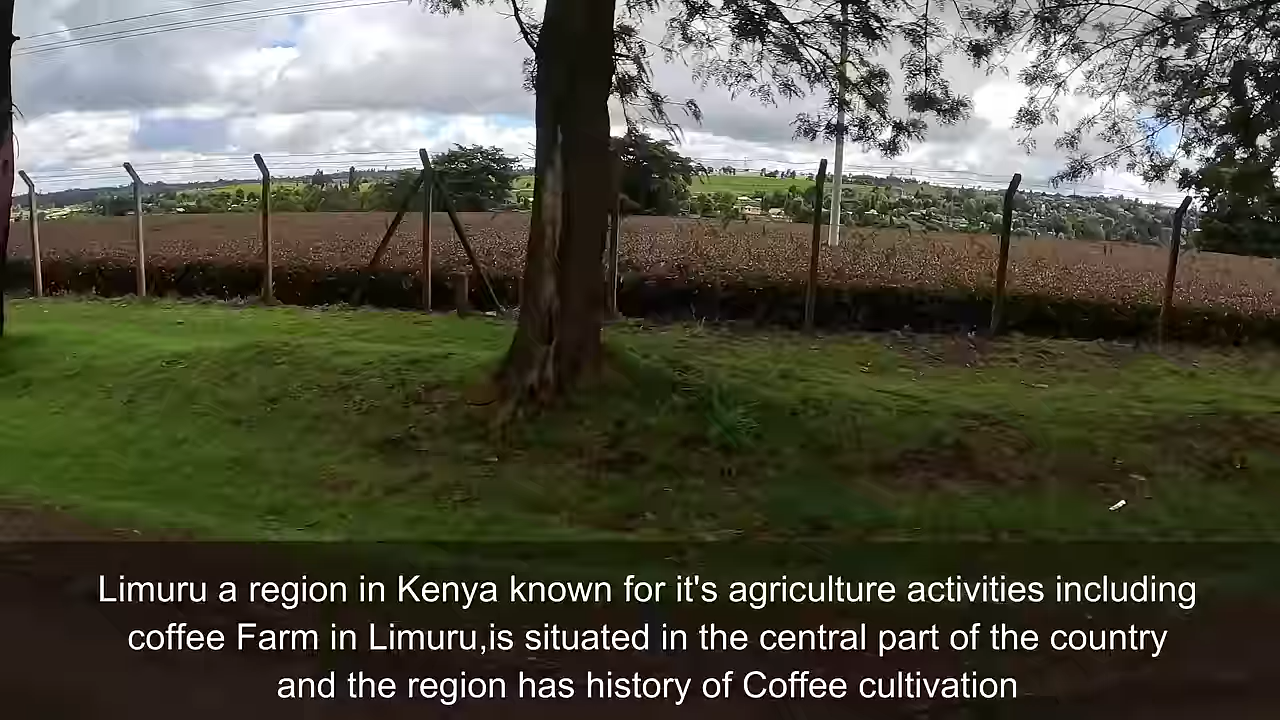 Limuru a region in Kenya known for it's agriculture activities including
coffee Farm in Limuru,is situated in the central part of the country
and the region has history of Coffee cultivation